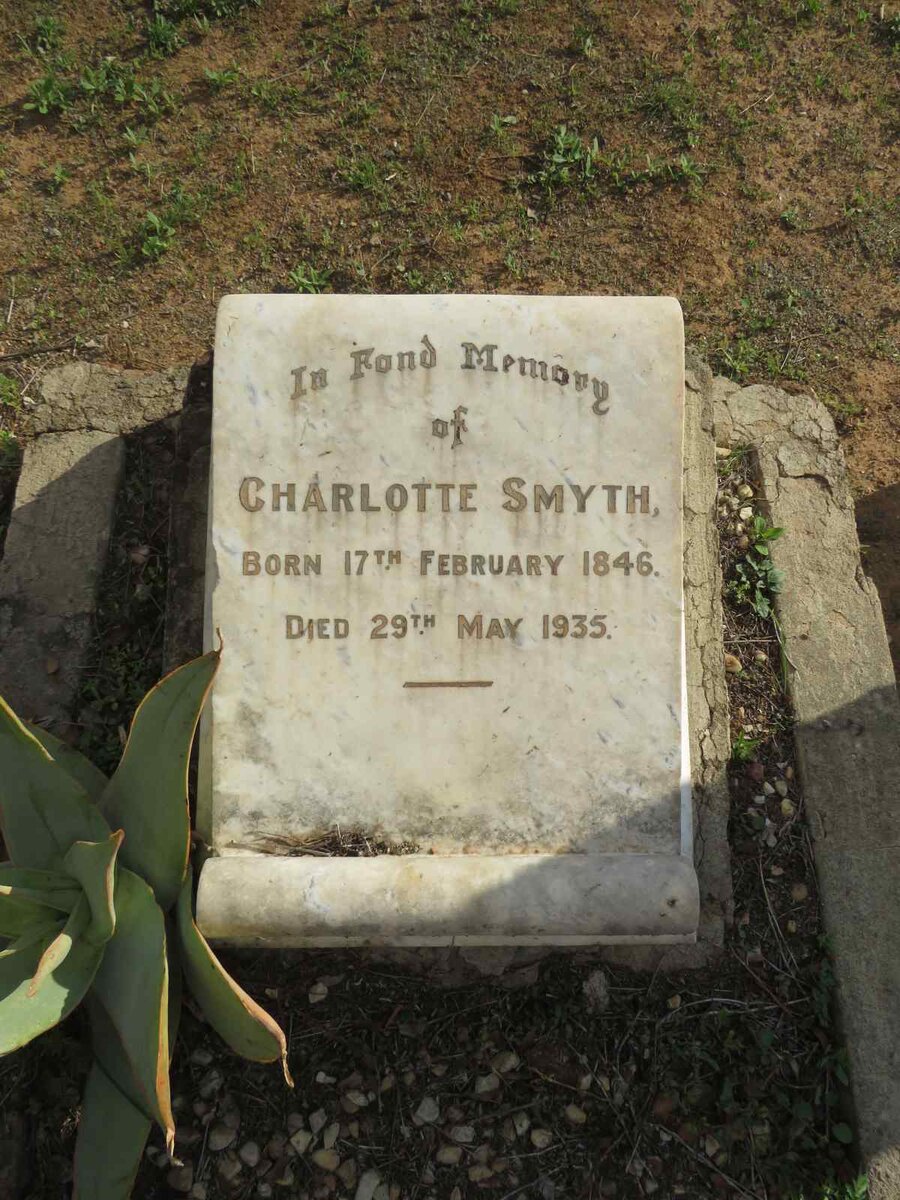 In Fond Memory
of
CHARLOTTE SMYTH,
BORN 17TH FEBRUARY 1846.
DIED 29TH MAY 1935.